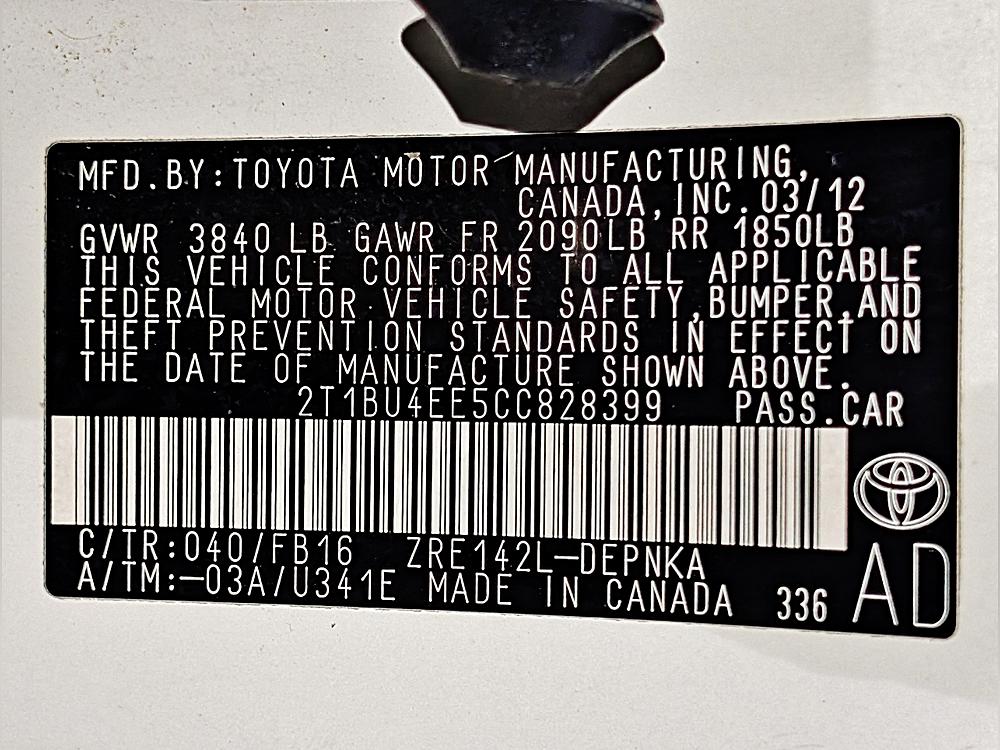 MFD.BY:TOYOTA MOTOR MANUFACTURING,
CANADA,INC.03/12
GVWR 3840 LB GAWR FR 2090LB RR 1850LB
THIS VEHICLE CONFORMS TO ALL APPLICABLE
FEDERAL MOTOR VEHICLE SAFETY,BUMPER,AND
THEFT PREVENTION STANDARDS IN EFFECT ON
THE DATE OF MANUFACTURE SHOWN ABOVE.
2T1BU4EE5CC828399 PASS.CAR
C/TR:040/FB16 ZRE142L-DEPNKA
A/TM:-03A/U341E MADE IN CANADA 336 AD